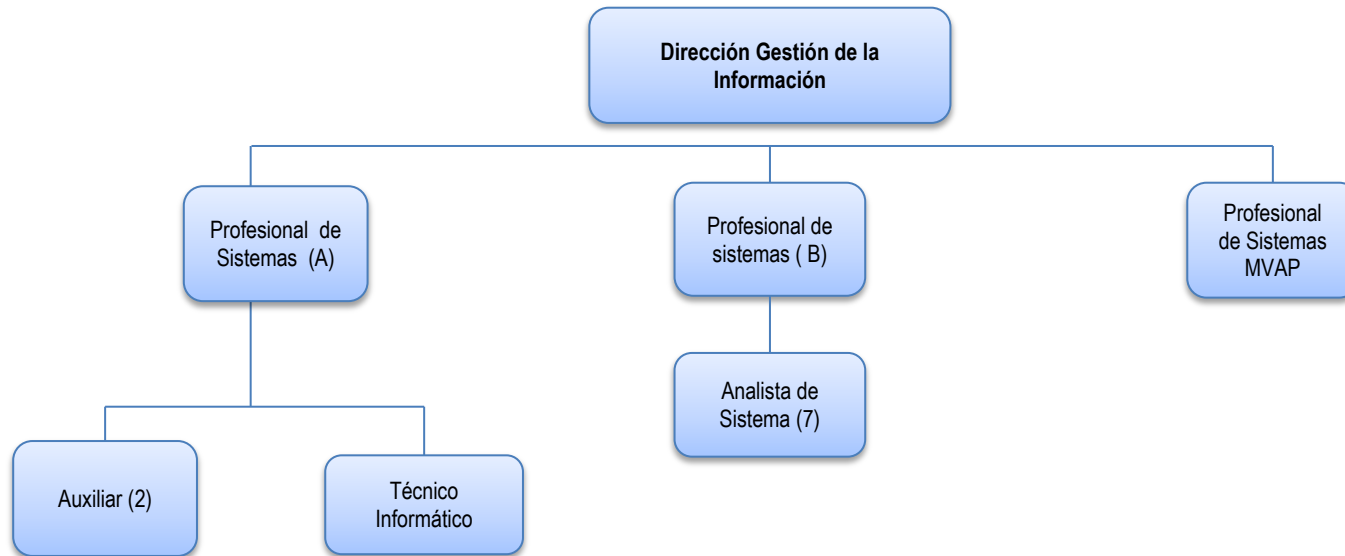 Dirección Gestión de la
Información
Profesional de
Sistemas (A)
Profesional de
sistemas ( B)
Profesional
de Sistemas
MVAP
Analista de
Sistema (7)
Auxiliar (2)
Técnico
Informático